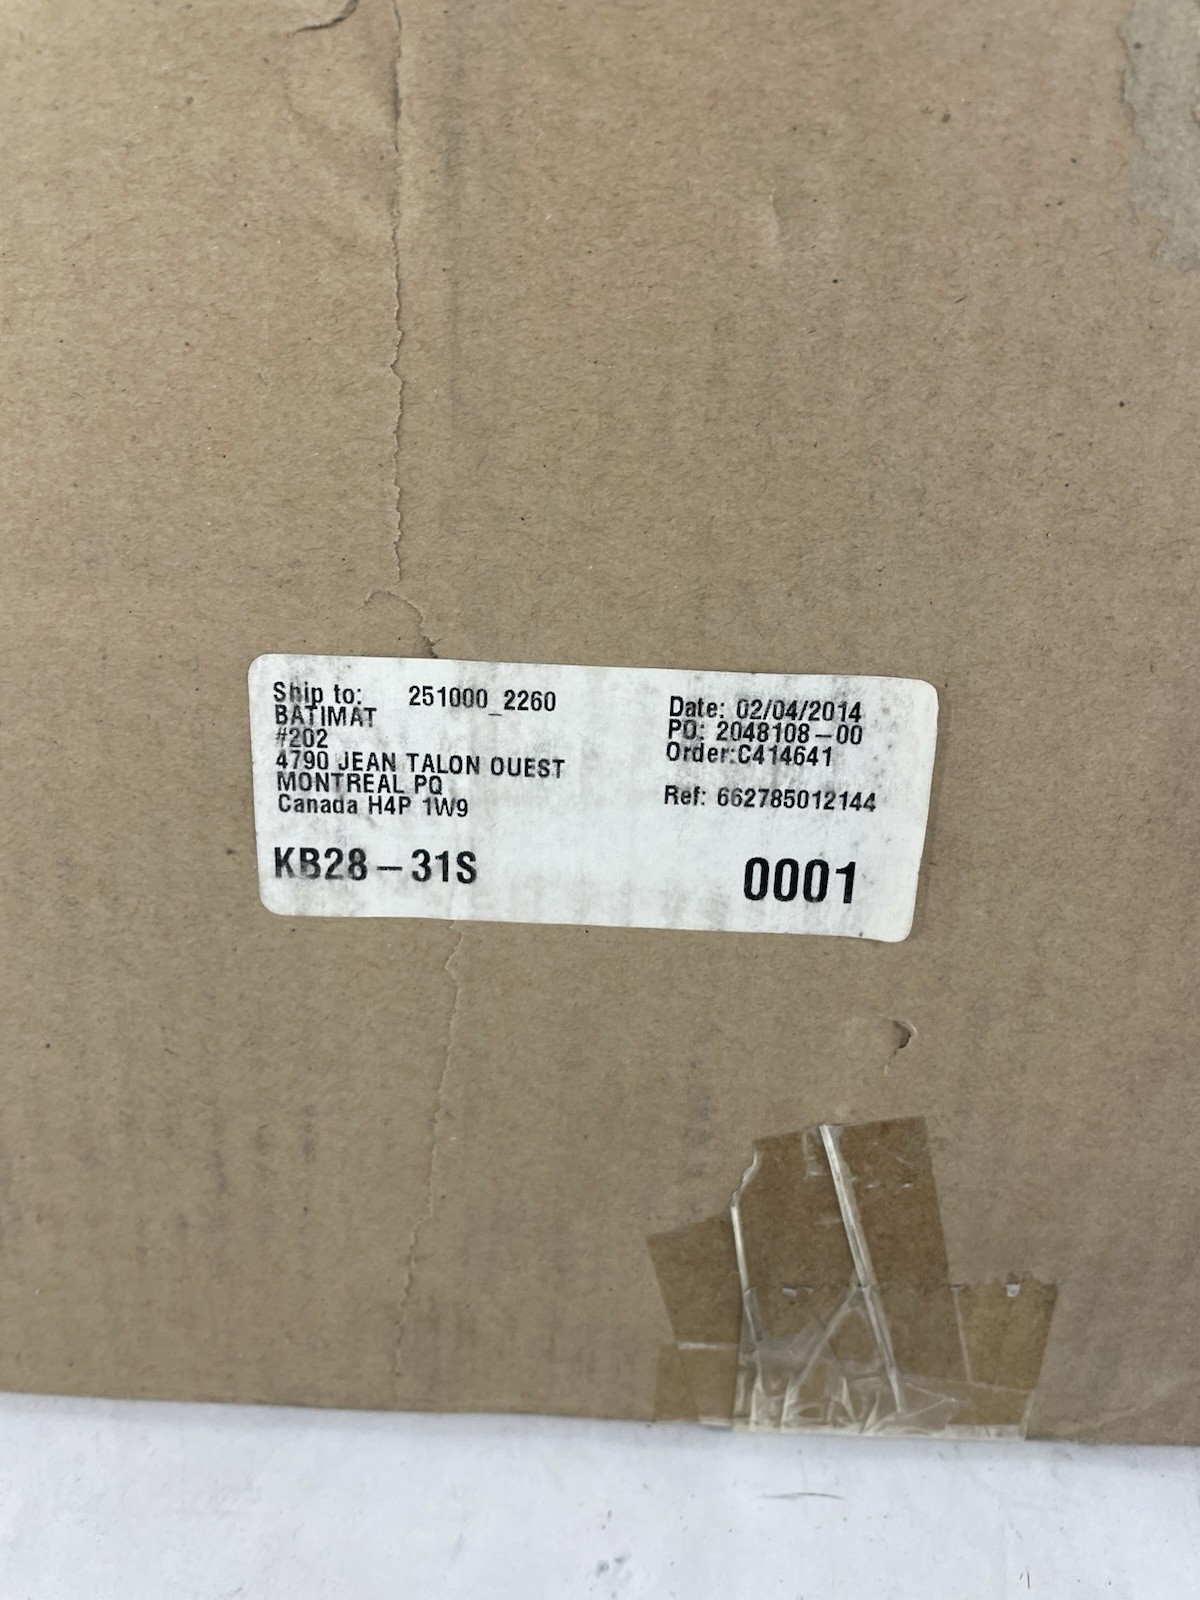 Ship to: 251000_2260
BATIMAT
#202
4790 JEAN TALON OUEST
MONTREAL PQ
Canada H4P 1W9
KB28-31S
Date: 02/04/2014
PO: 2048108-00
Order:C414641
Ref: 662785012144
0001